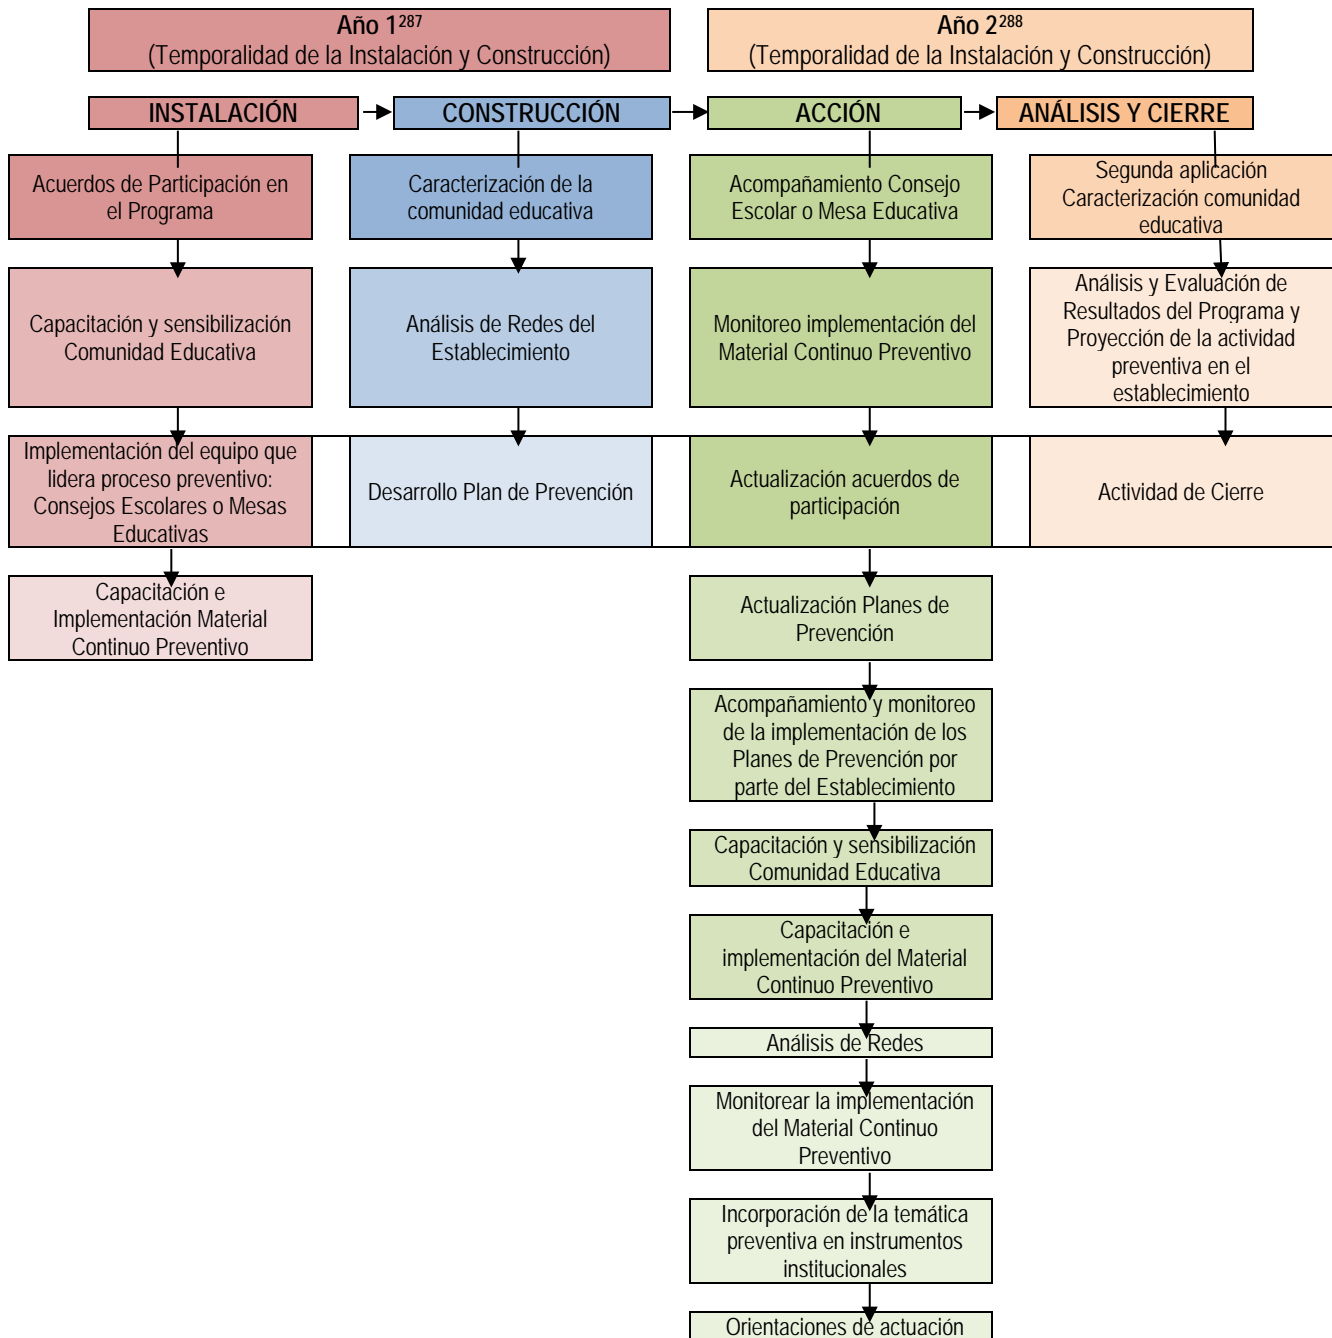 Año 1²⁸⁷
(Temporalidad de la Instalación y Construcción)
Año 2²⁸⁸
(Temporalidad de la Instalación y Construcción)
INSTALACIÓN
CONSTRUCCIÓN
ACCIÓN
ANÁLISIS Y CIERRE
Acuerdos de Participación en
el Programa
Capacitación y sensibilización
Comunidad Educativa
Implementación del equipo que
lidera proceso preventivo:
Consejos Escolares o Mesas
Educativas
Capacitación e
Implementación Material
Continuo Preventivo
Caracterización de la
comunidad educativa
Análisis de Redes del
Establecimiento
Desarrollo Plan de Prevención
Acompañamiento Consejo
Escolar o Mesa Educativa
Monitoreo implementación del
Material Continuo Preventivo
Actualización acuerdos de
participación
Actualización Planes de
Prevención
Acompañamiento y monitoreo
de la implementación de los
Planes de Prevención por
parte del Establecimiento
Capacitación y sensibilización
Comunidad Educativa
Capacitación e
implementación del Material
Continuo Preventivo
Análisis de Redes
Monitorear la implementación
del Material Continuo
Preventivo
Incorporación de la temática
preventiva en instrumentos
institucionales
Orientaciones de actuación
Segunda aplicación
Caracterización comunidad
educativa
Análisis y Evaluación de
Resultados del Programa y
Proyección de la actividad
preventiva en el
establecimiento
Actividad de Cierre